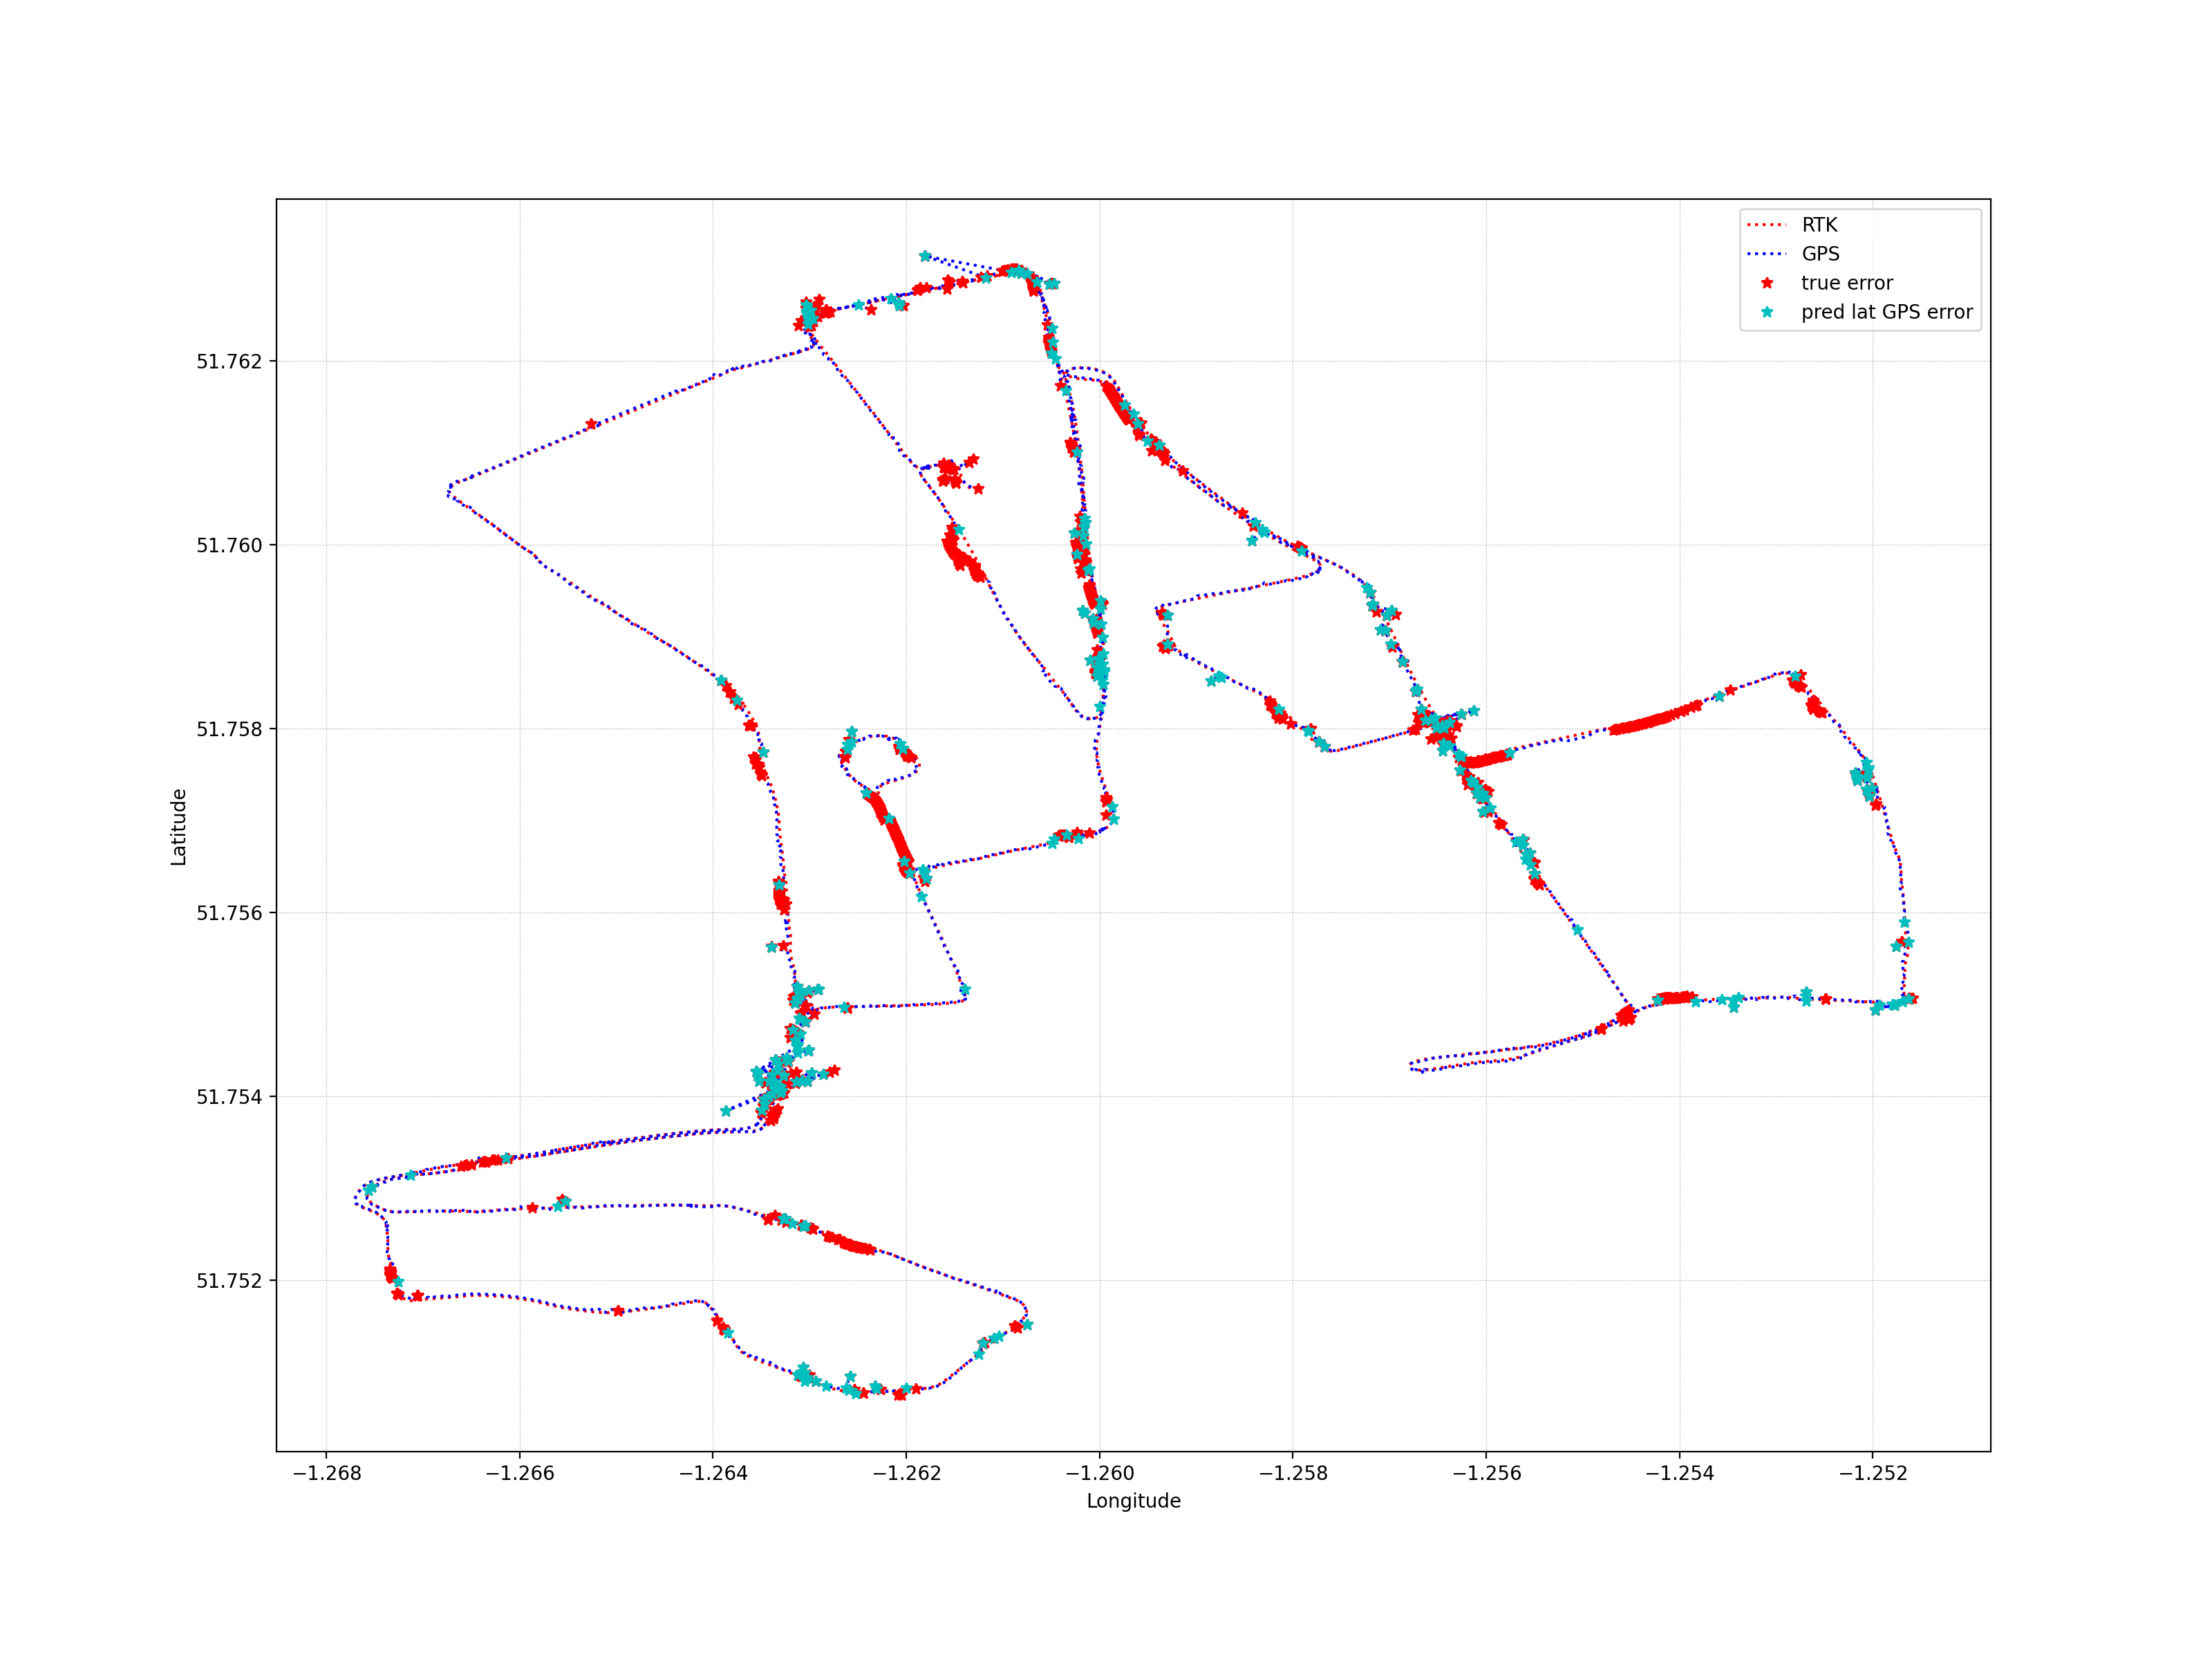 RTK
GPS
true error
pred lat GPS error
51.762
51.760
51.758
51.756
51.754
51.752
Latitude
−1.268 −1.266 −1.264 −1.262 −1.260 −1.258 −1.256 −1.254 −1.252
Longitude